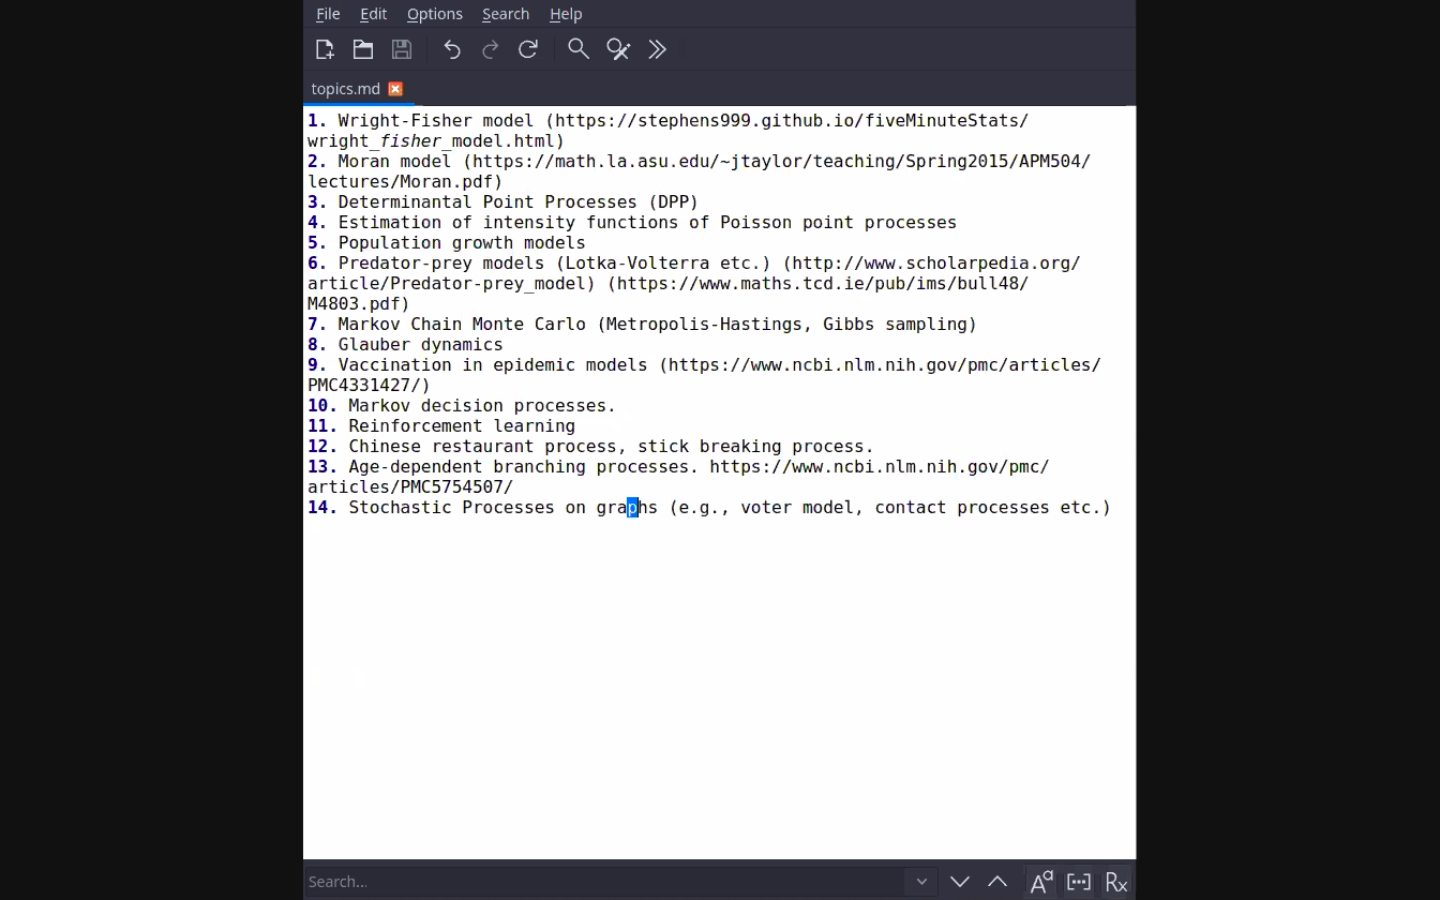 File Edit Options Search Help
topics.md
1. Wright-Fisher model (https://stephens999.github.io/fiveMinuteStats/
wright_fisher_model.html)
2. Moran model (https://math.la.asu.edu/~jtaylor/teaching/Spring2015/APM504/
lectures/Moran.pdf)
3. Determinantal Point Processes (DPP)
4. Estimation of intensity functions of Poisson point processes
5. Population growth models
6. Predator-prey models (Lotka-Volterra etc.) (http://www.scholarpedia.org/
article/Predator-prey_model) (https://www.maths.tcd.ie/pub/ims/bull48/
M4803.pdf)
7. Markov Chain Monte Carlo (Metropolis-Hastings, Gibbs sampling)
8. Glauber dynamics
9. Vaccination in epidemic models (https://www.ncbi.nlm.nih.gov/pmc/articles/
PMC4331427/)
10. Markov decision processes.
11. Reinforcement learning
12. Chinese restaurant process, stick breaking process.
13. Age-dependent branching processes. https://www.ncbi.nlm.nih.gov/pmc/
articles/PMC5754507/
14. Stochastic Processes on graphs (e.g., voter model, contact processes etc.)
Search...